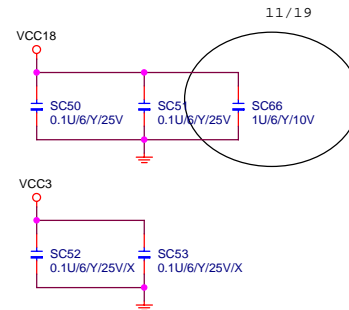 11/19
VCC18
SC50
0.1U/6/Y/25V
SC51
0.1U/6/Y/25V
SC66
1U/6/Y/10V
VCC3
SC52
0.1U/6/Y/25V/X
SC53
0.1U/6/Y/25V/X